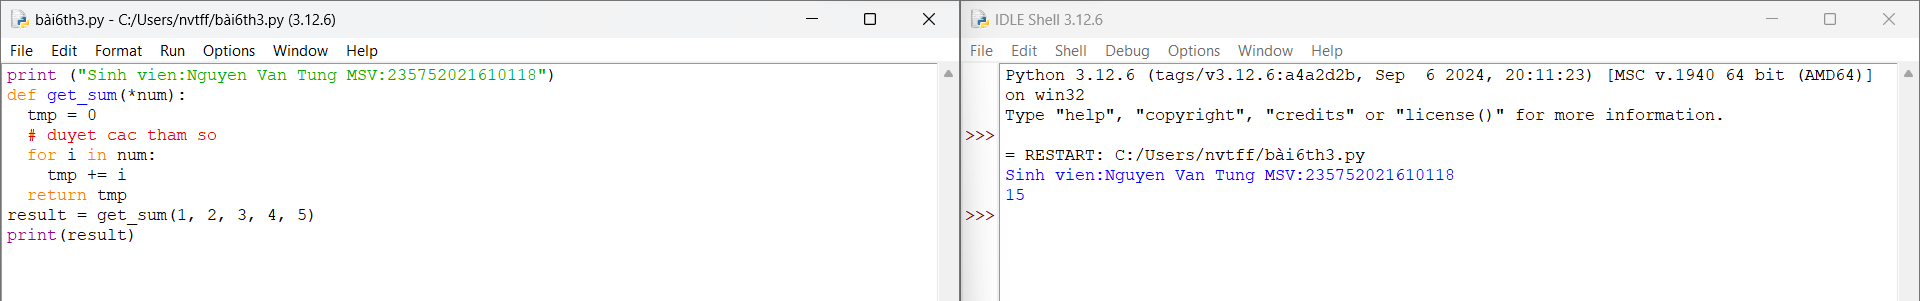 bài6th3.py - C:/Users/nvtff/bài6th3.py (3.12.6)
File Edit Format Run Options Window Help
print ("Sinh vien:Nguyen Van Tung MSV:235752021610118")
def get_sum(*num):
  tmp = 0
  # duyet cac tham so
  for i in num:
    tmp += i
  return tmp
result = get_sum(1, 2, 3, 4, 5)
print(result)
IDLE Shell 3.12.6
File Edit Shell Debug Options Window Help
Python 3.12.6 (tags/v3.12.6:a4a2d2b, Sep  6 2024, 20:11:23) [MSC v.1940 64 bit (AMD64)]
on win32
Type "help", "copyright", "credits" or "license()" for more information.
>>>
= RESTART: C:/Users/nvtff/bài6th3.py
Sinh vien:Nguyen Van Tung MSV:235752021610118
15
>>>